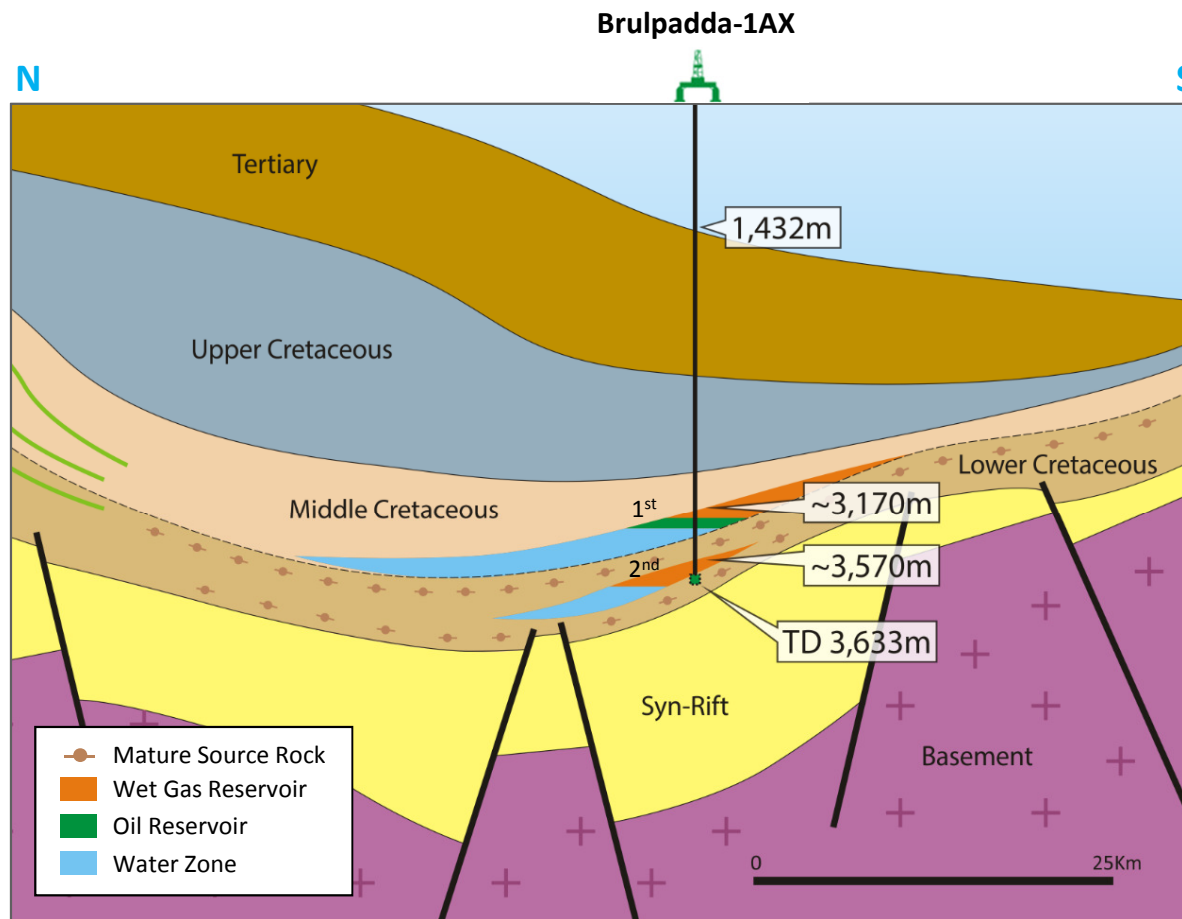 Brulpadda-1AX
N
S
Tertiary
1,432m
Upper Cretaceous
Lower Cretaceous
Middle Cretaceous
1st
~3,170m
2nd
~3,570m
TD 3,633m
Syn-Rift
Basement
Mature Source Rock
Wet Gas Reservoir
Oil Reservoir
Water Zone
0
25Km